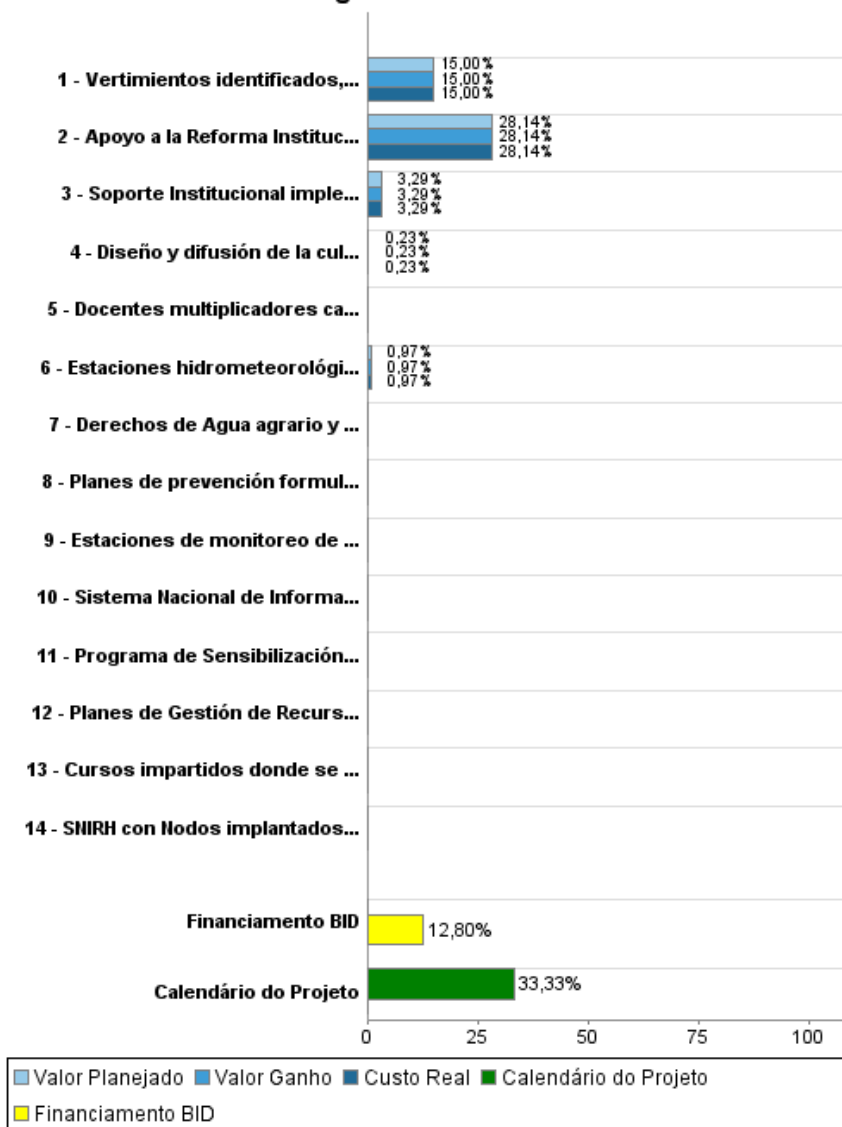 1 - Vertimientos identificados,...
15,00%
15,00%
15,00%
2 - Apoyo a la Reforma Instituc...
28,14%
28,14%
28,14%
3 - Soporte Institucional imple...
3,29%
3,29%
3,29%
4 - Diseño y difusión de la cul...
0,23%
0,23%
0,23%
5 - Docentes multiplicadores ca...
6 - Estaciones hidrometeorológi...
0,97%
0,97%
0,97%
7 - Derechos de Agua agrario y ...
8 - Planes de prevención formul...
9 - Estaciones de monitoreo de ...
10 - Sistema Nacional de Informa...
11 - Programa de Sensibilización...
12 - Planes de Gestión de Recurs...
13 - Cursos impartidos donde se ...
14 - SNIRH con Nodos implantados...
Financiamento BID
12,80%
Calendário do Projeto
33,33%
0 25 50 75 100
Valor Planejado Valor Ganho Custo Real Calendário do Projeto
Financiamento BID